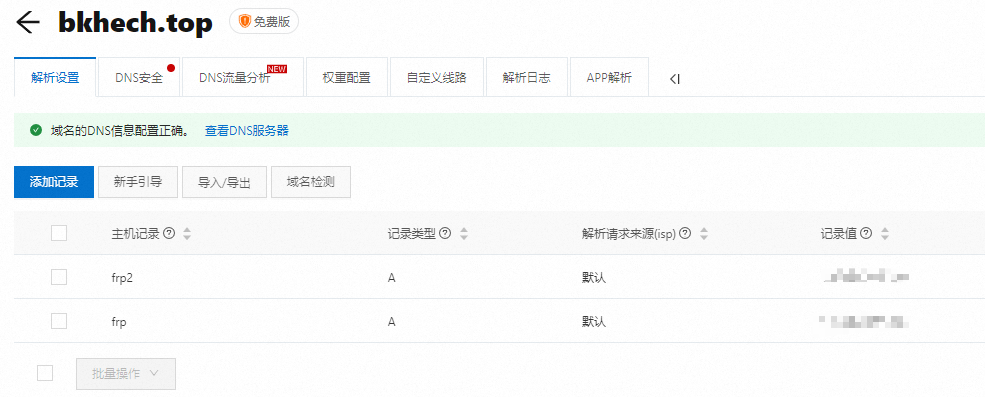 bkhech.top 免费版
解析设置 DNS安全 DNS流量分析 NEW 权重配置 自定义线路 解析日志 APP解析
域名的DNS信息配置正确。 查看DNS服务器
添加记录 新手引导 导入/导出 域名检测
主机记录 记录类型 解析请求来源(isp) 记录值
frp2 A 默认
frp A 默认
批量操作